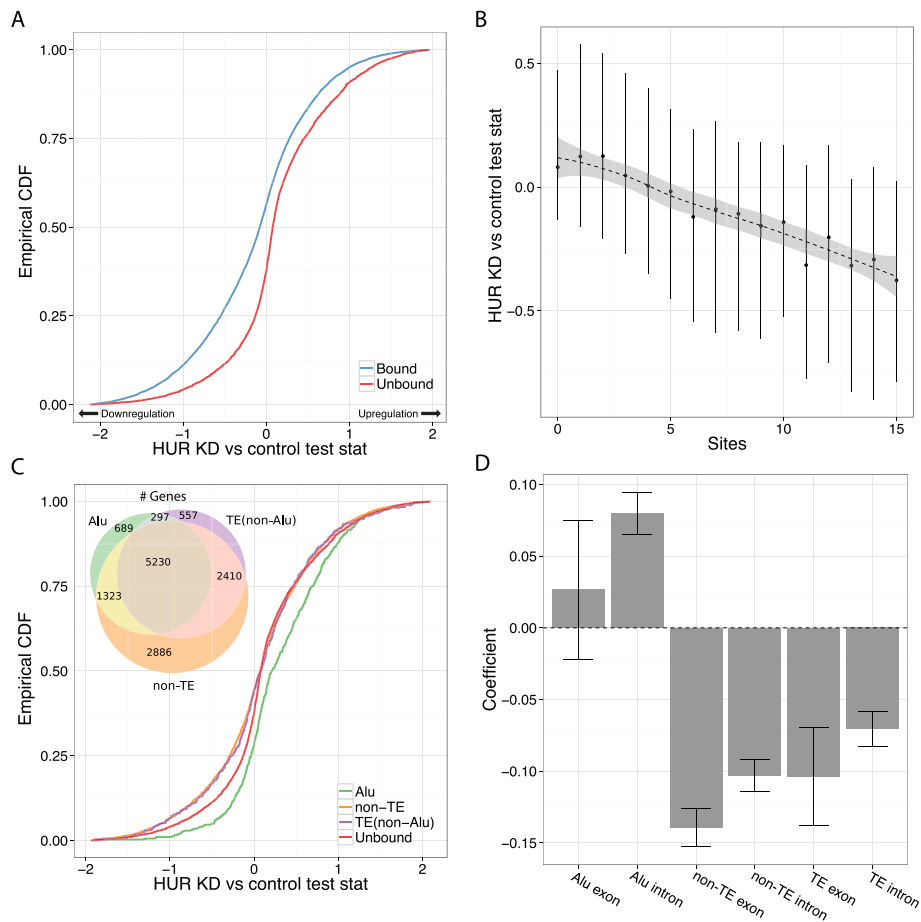 A
1.00
0.75
0.50
0.25
0.00
Empirical CDF
Bound
Unbound
Downregulation
Upregulation
−2
−1
0
1
2
HUR KD vs control test stat
B
0.5
0.0
−0.5
HUR KD vs control test stat
0
5
10
15
Sites
C
1.00
0.75
0.50
0.25
0.00
Empirical CDF
# Genes
Alu
TE(non-Alu)
297
557
689
5230
2410
1323
2886
non-TE
Alu
non−TE
TE(non−Alu)
Unbound
−2
−1
0
1
2
HUR KD vs control test stat
D
0.10
0.05
0.00
−0.05
−0.10
−0.15
Coefficient
Alu exon
Alu intron
non−TE exon
non−TE intron
TE exon
TE intron